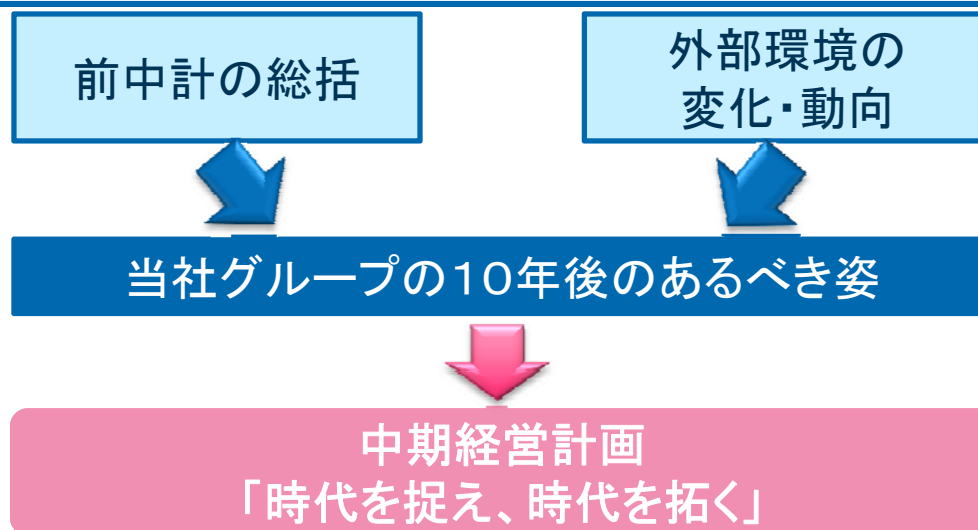 前中計の総括
外部環境の
変化・動向
当社グループの１０年後のあるべき姿
中期経営計画
「時代を捉え、時代を拓く」